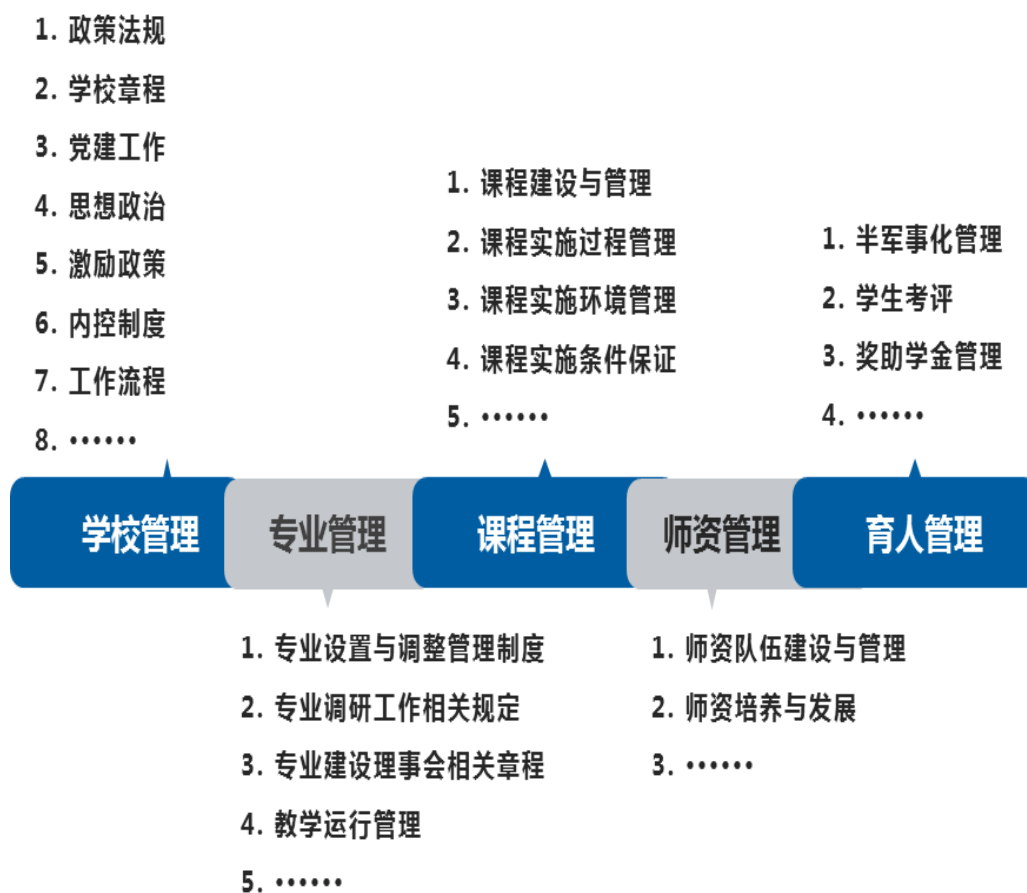 1. 政策法规
2. 学校章程
3. 党建工作
4. 思想政治
5. 激励政策
6. 内控制度
7. 工作流程
8. ······
1. 课程建设与管理
2. 课程实施过程管理
3. 课程实施环境管理
4. 课程实施条件保证
5. ······
1. 半军事化管理
2. 学生考评
3. 奖助学金管理
4. ······
学校管理
专业管理
课程管理
师资管理
育人管理
1. 专业设置与调整管理制度
2. 专业调研工作相关规定
3. 专业建设理事会相关章程
4. 教学运行管理
5. ······
1. 师资队伍建设与管理
2. 师资培养与发展
3. ······